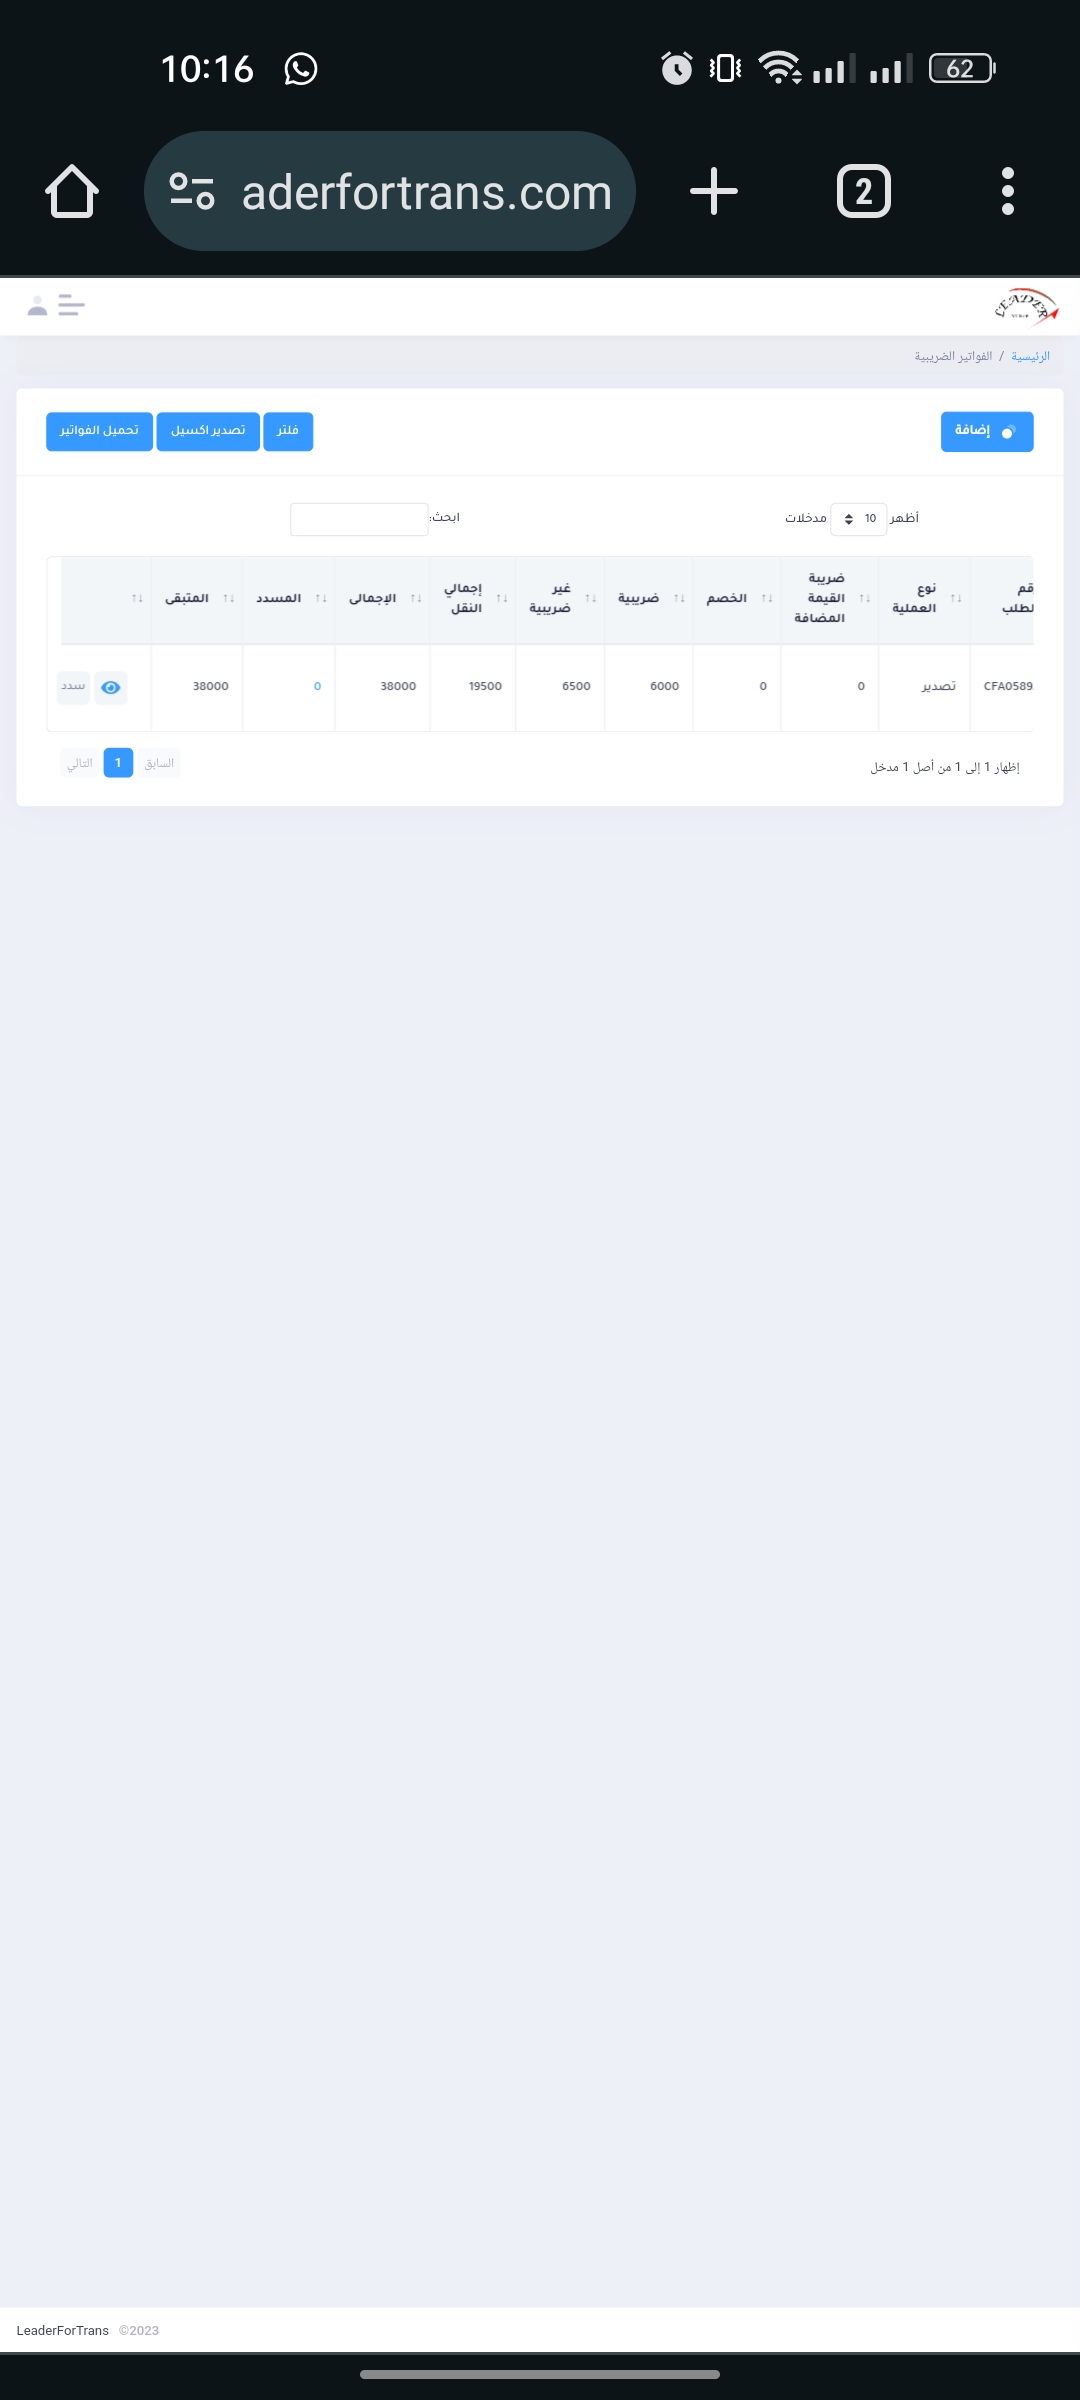 10:16
62
aderfortrans.com
2
LEADER
الرئيسية / الفواتير الضريبية
إضافة
فلتر
تصدير اكسيل
تحميل الفواتير
أظهر 10 مدخلات
ابحث:
قم الطلب
نوع العملية
ضريبة القيمة المضافة
الخصم
ضريبية
غير ضريبية
إجمالي النقل
الإجمالى
المسدد
المتبقى
CFA0589
تصدير
0
0
6000
6500
19500
38000
0
38000
سدد
إظهار 1 إلى 1 من أصل 1 مدخل
السابق
1
التالي
LeaderForTrans ©2023